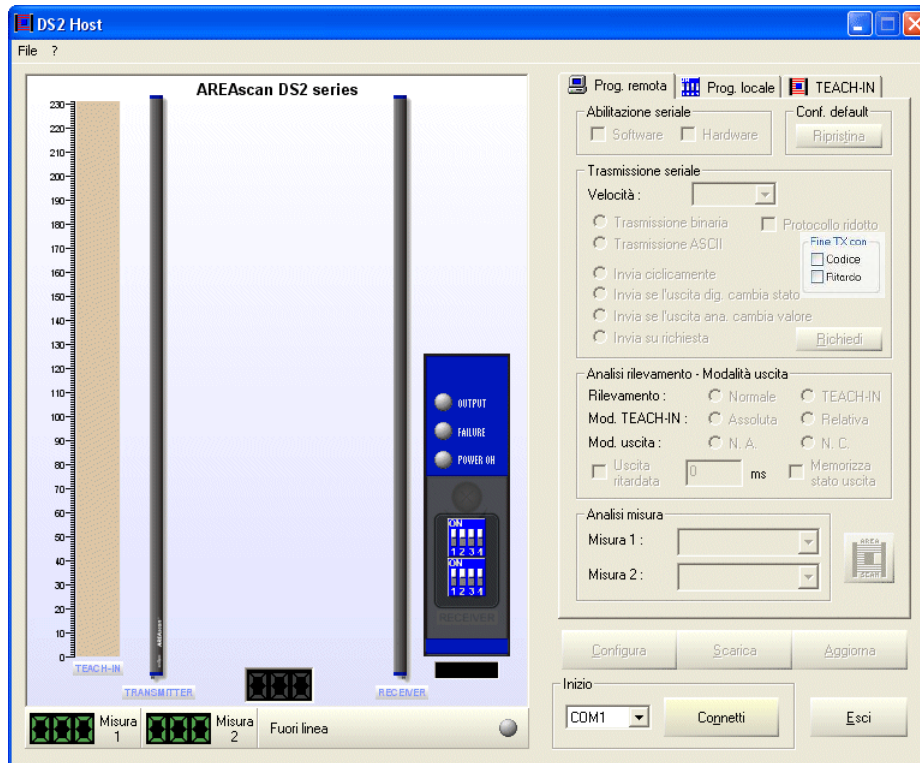 DS2 Host
File ?
AREAscan DS2 series
230
220
210
200
190
180
170
160
150
140
130
120
110
100
90
80
70
60
50
40
30
20
10
0
TEACH-IN
AREAscan
TRANSMITTER
RECEIVER
OUTPUT
FAILURE
POWER ON
ON
1 2 3 4
ON
1 2 3 4
RECEIVER
Misura 1
Misura 2
Fuori linea
Prog. remota
Prog. locale
TEACH-IN
Abilitazione seriale
Software Hardware
Conf. default
Ripristina
Trasmissione seriale
Velocità :
Trasmissione binaria
Protocollo ridotto
Trasmissione ASCII
Fine TX con
Codice
Ritardo
Invia ciclicamente
Invia se l'uscita dig. cambia stato
Invia se l'uscita ana. cambia valore
Invia su richiesta
Richiedi
Analisi rilevamento - Modalità uscita
Rilevamento : Normale TEACH-IN
Mod. TEACH-IN : Assoluta Relativa
Mod. uscita : N. A. N. C.
Uscita ritardata
0 ms
Memorizza stato uscita
Analisi misura
Misura 1 :
Misura 2 :
AREA
SCAN
Configura Scarica Aggiorna
Inizio
COM1 Connetti
Esci